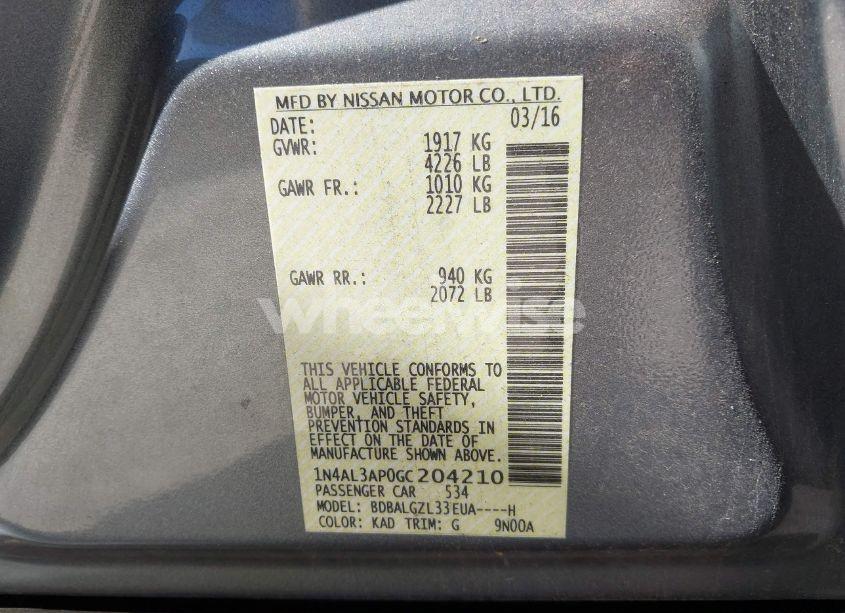 MFD BY NISSAN MOTOR CO., LTD.
DATE: 03/16
GVWR: 1917 KG
4226 LB
GAWR FR.: 1010 KG
2227 LB
GAWR RR.: 940 KG
2072 LB
wheelwise
THIS VEHICLE CONFORMS TO
ALL APPLICABLE FEDERAL
MOTOR VEHICLE SAFETY,
BUMPER, AND THEFT
PREVENTION STANDARDS IN
EFFECT ON THE DATE OF
MANUFACTURE SHOWN ABOVE.
1N4AL3AP0GC204210
PASSENGER CAR 534
MODEL: BDBALGZL33EUA----H
COLOR: KAD TRIM: G 9N00A